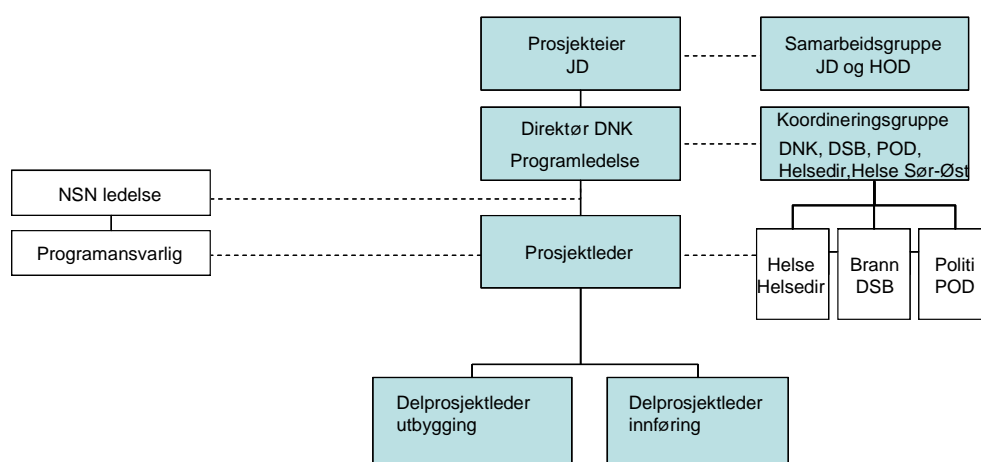 Prosjekteier
JD
Samarbeidsgruppe
JD og HOD
Direktør DNK
Programledelse
Koordineringsgruppe
DNK, DSB, POD,
Helsedir,Helse Sør-Øst
NSN ledelse
Programansvarlig
Prosjektleder
Helse
Helsedir
Brann
DSB
Politi
POD
Delprosjektleder
utbygging
Delprosjektleder
innføring